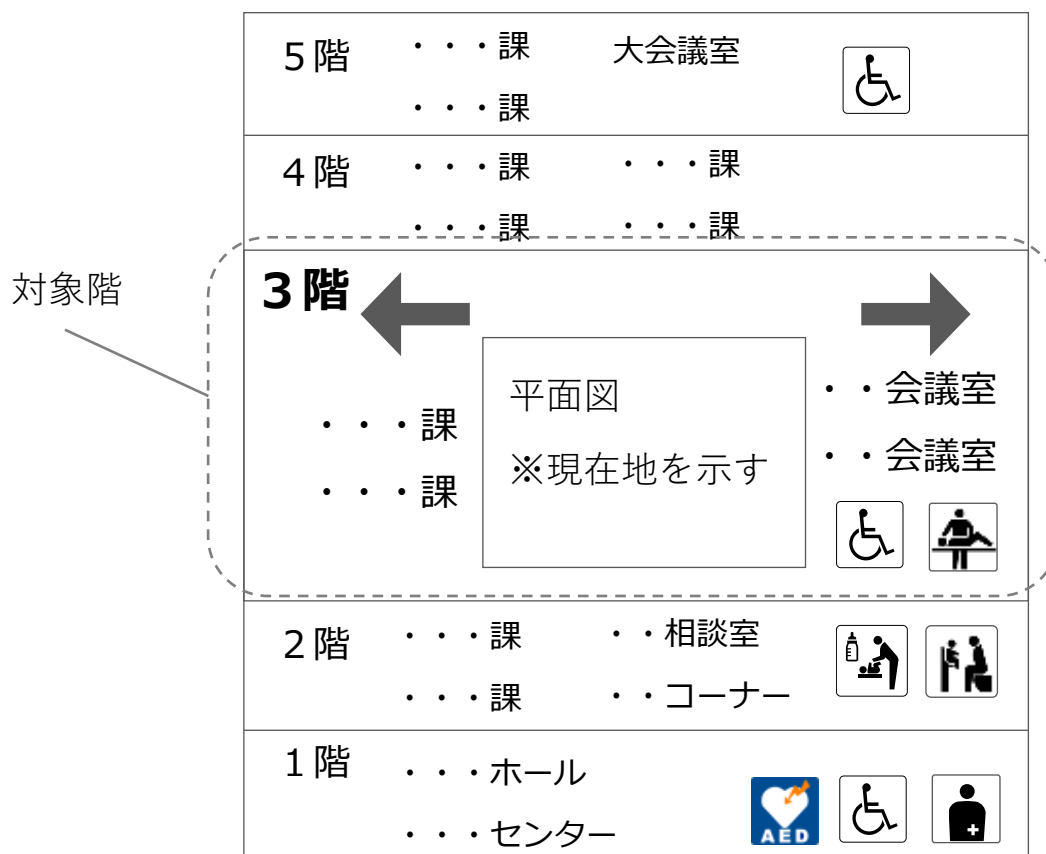 ５階 ・・・課 大会議室
・・・課
４階 ・・・課 ・・・課
・・・課 ・・・課
対象階
３階
平面図
※現在地を示す
・・・課
・・・課
・・会議室
・・会議室
２階 ・・・課 ・・相談室
・・・課 ・・コーナー
１階 ・・・ホール
・・・センター
AED